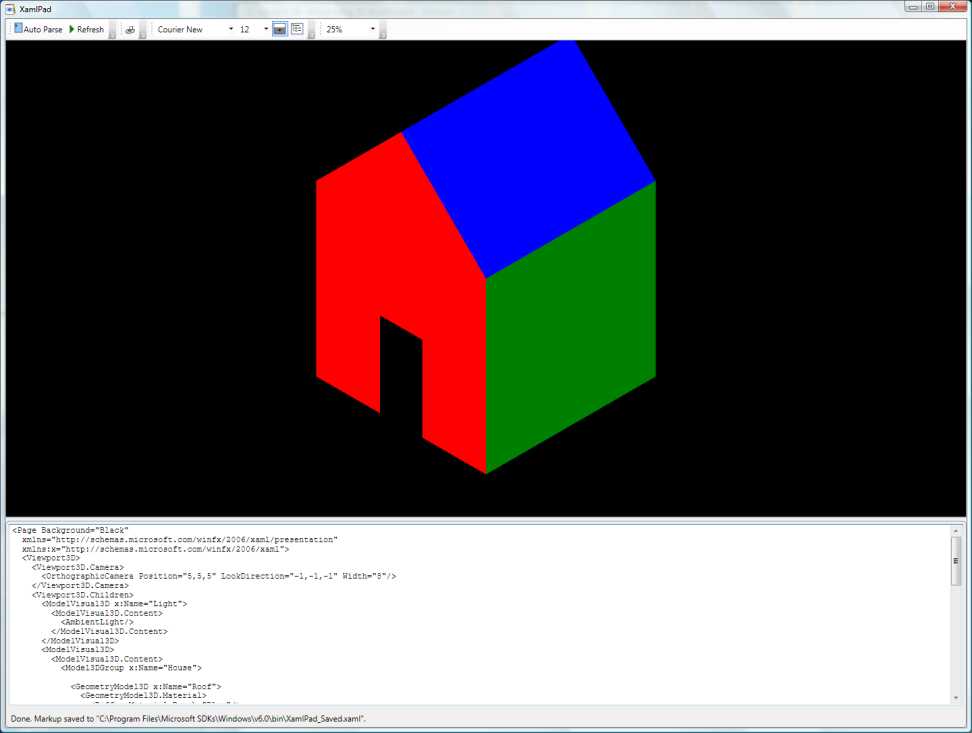 XamlPad
Auto Parse Refresh Courier New 12 25%
<Page Background="Black"
xmlns="http://schemas.microsoft.com/winfx/2006/xaml/presentation"
xmlns:x="http://schemas.microsoft.com/winfx/2006/xaml">
<Viewport3D>
<Viewport3D.Camera>
<OrthographicCamera Position="5,5,5" LookDirection="-1,-1,-1" Width="8"/>
</Viewport3D.Camera>
<Viewport3D.Children>
<ModelVisual3D x:Name="Light">
<ModelVisual3D.Content>
<AmbientLight/>
</ModelVisual3D.Content>
</ModelVisual3D>
<ModelVisual3D>
<ModelVisual3D.Content>
<Model3DGroup x:Name="House">
<GeometryModel3D x:Name="Roof">
<GeometryModel3D.Material>
Done. Markup saved to "C:\Program Files\Microsoft SDKs\Windows\v6.0\bin\XamlPad_Saved.xaml".